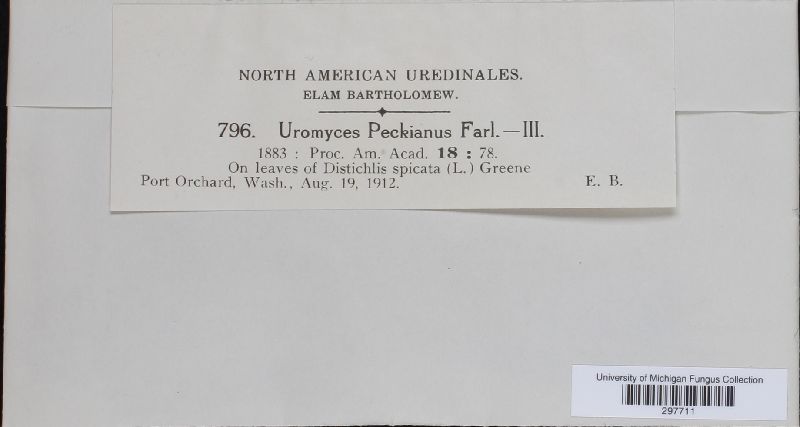 NORTH AMERICAN UREDINALES.
ELAM BARTHOLOMEW.
796. Uromyces Peckianus Farl.—III.
1883 : Proc. Am. Acad. 18 : 78.
On leaves of Distichlis spicata (L.) Greene
Port Orchard, Wash., Aug. 19, 1912. E. B.
University of Michigan Fungus Collection
297711